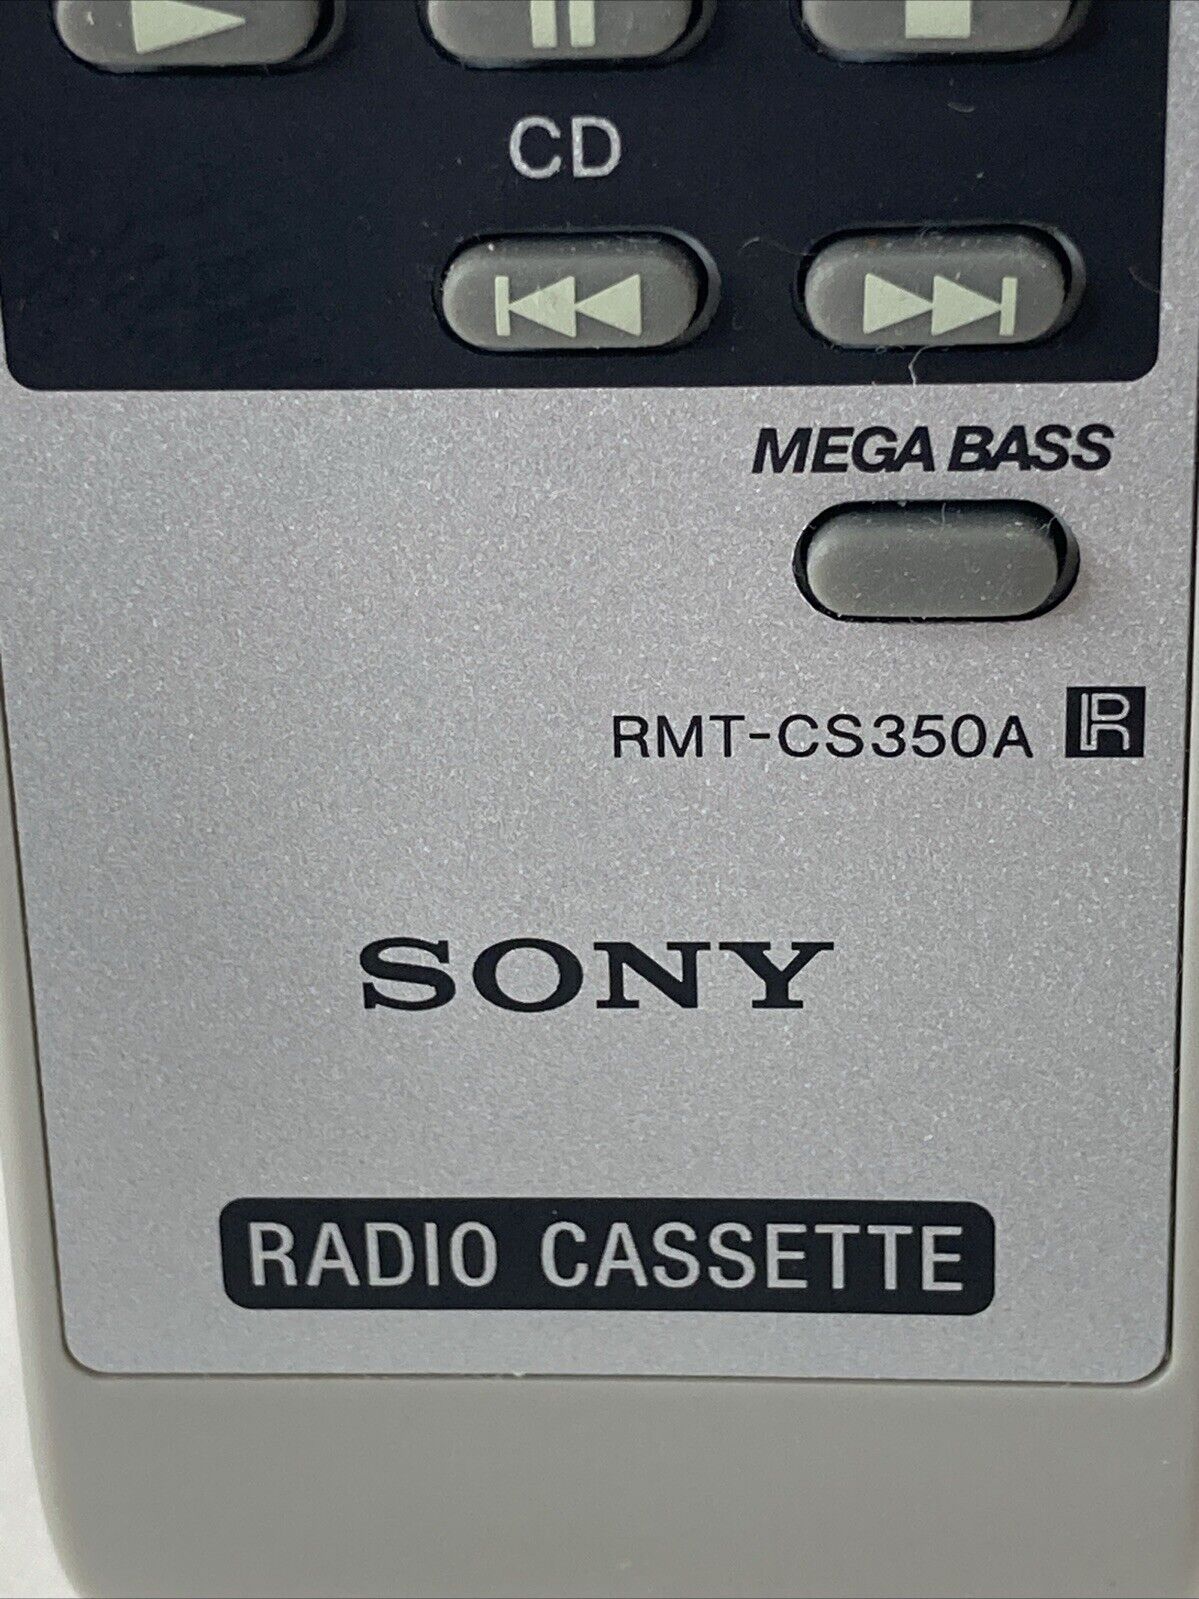 CD
MEGA BASS
RMT-CS350A R
SONY
RADIO CASSETTE